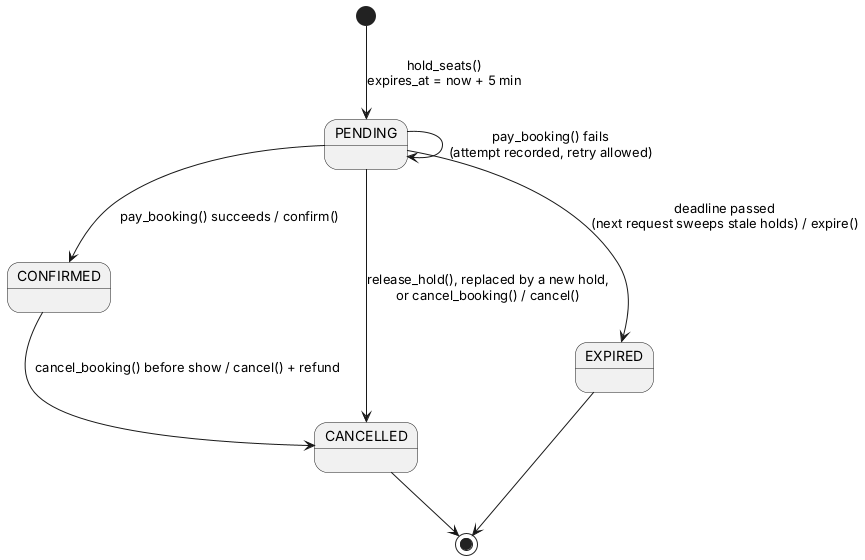 hold_seats()
expires_at = now + 5 min
PENDING
pay_booking() fails
(attempt recorded, retry allowed)
deadline passed
(next request sweeps stale holds) / expire()
pay_booking() succeeds / confirm()
CONFIRMED
release_hold(), replaced by a new hold,
or cancel_booking() / cancel()
EXPIRED
cancel_booking() before show / cancel() + refund
CANCELLED